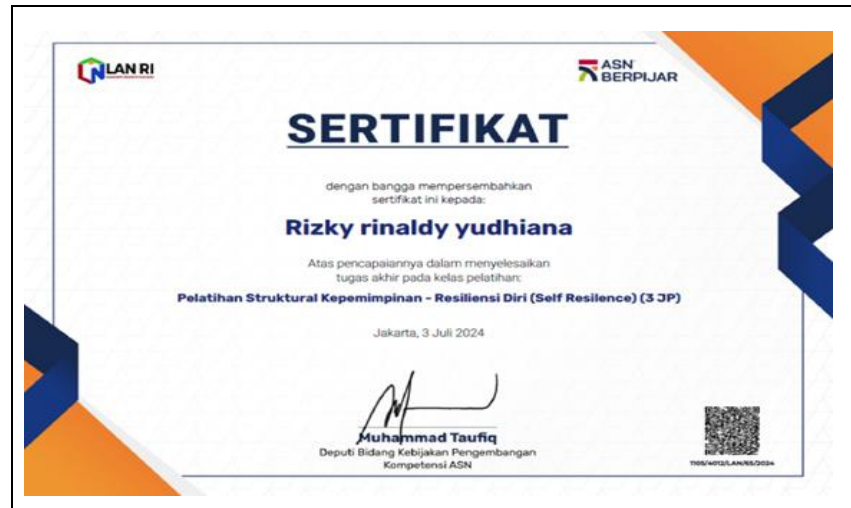 LAN RI
ASN
BERPIJAR
SERTIFIKAT
dengan bangga mempersembahkan
sertifikat ini kepada:
Rizky rinaldy yudhiana
Atas pencapaiannya dalam menyelesaikan
tugas akhir pada kelas pelatihan:
Pelatihan Struktural Kepemimpinan - Resiliensi Diri (Self Resilence) (3 JP)
Jakarta, 3 Juli 2024
Muhammad Taufiq
Deputi Bidang Kebijakan Pengembangan
Kompetensi ASN